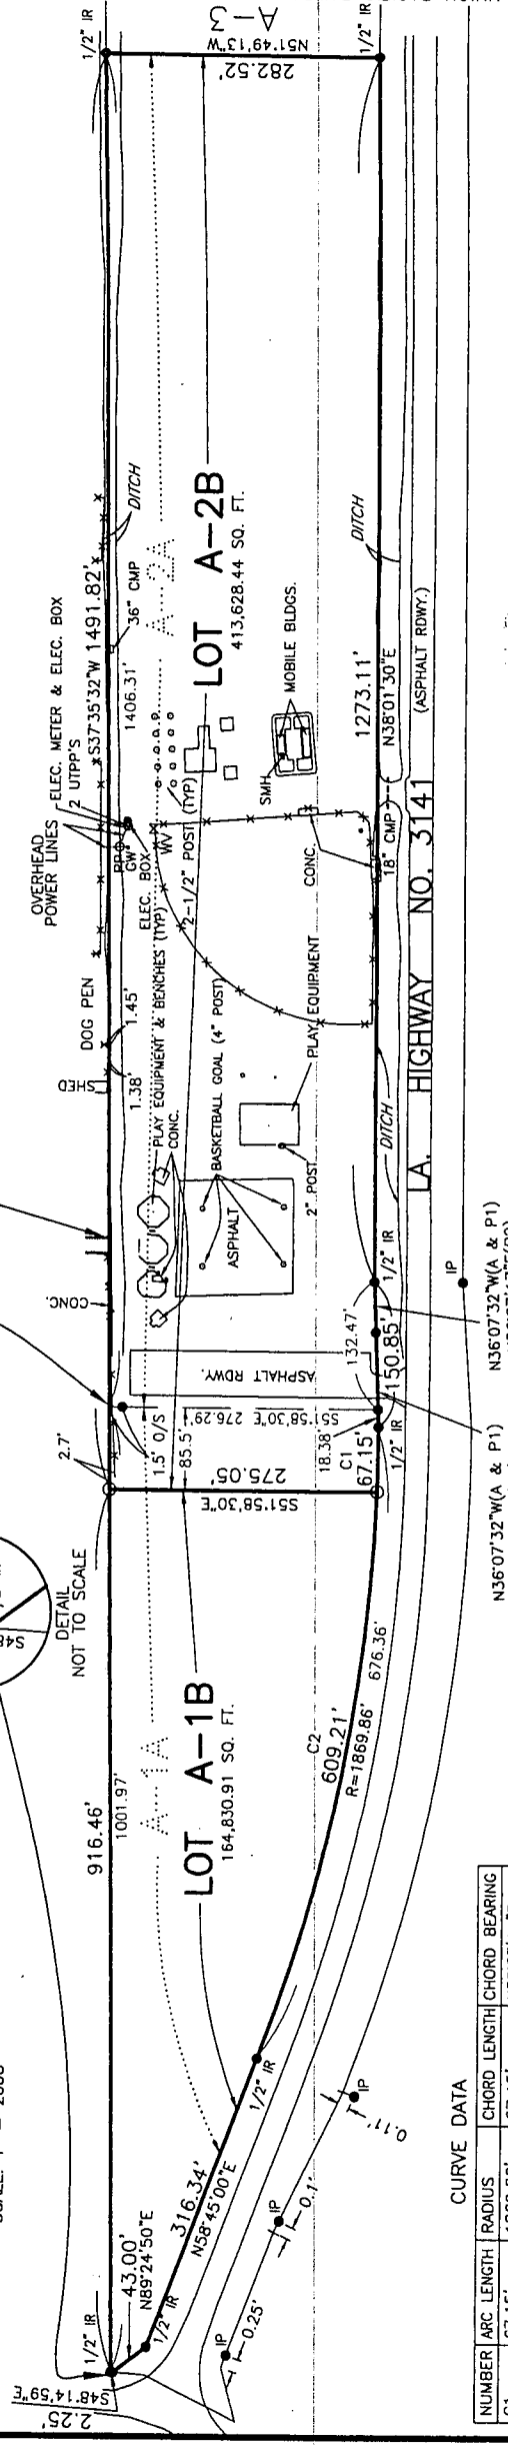 1/2" IR
A-3
N51°49'13"W
282.52'
1/2" IR
DITCH
S37°35'32"W 1491.82'
36" CMP
1406.31'
A-2A
LOT A-2B
413,628.44 SQ. FT.
MOBILE BLDGS.
SMH
DITCH
1273.11'
N38°01'30"E
(ASPHALT RDWY.)
ELEC. METER & ELEC. BOX
2 UTPP'S
OVERHEAD
POWER LINES
PP
GW
ELEC.
BOX
WV
2-1/2" POST (TYP)
CONC.
18" CMP
LA. HIGHWAY NO. 3141
DOG PEN
SHED
1.45'
1.38'
PLAY EQUIPMENT & BENCHES (TYP)
CONC.
BASKETBALL GOAL (4" POST)
PLAY EQUIPMENT
2" POST
ASPHALT
DITCH
1/2" IR
IP
CONC.
ASPHALT RDWY.
132.47'
150.85'
N36°07'32"W(A & P1)
2.7'
1.5' O/S
85.5'
S51°58'30"E 276.29'
275.05'
S51°58'30"E
18.38'
C1
67.15'
1/2" IR
N36°07'32"W(A & P1)
DETAIL
NOT TO SCALE
S48
916.46'
1001.97'
A-1A
LOT A-1B
164,830.91 SQ. FT.
C2
609.21'
R=1869.86'
676.36'
1/2" IR
316.34'
N58°45'00"E
43.00'
N89°24'50"E
1/2" IR
1/2" IR
S48°14'59"E
2.25'
IP
0.11'
IP
0.1'
IP
0.25'
CURVE DATA
NUMBER ARC LENGTH RADIUS CHORD LENGTH CHORD BEARING